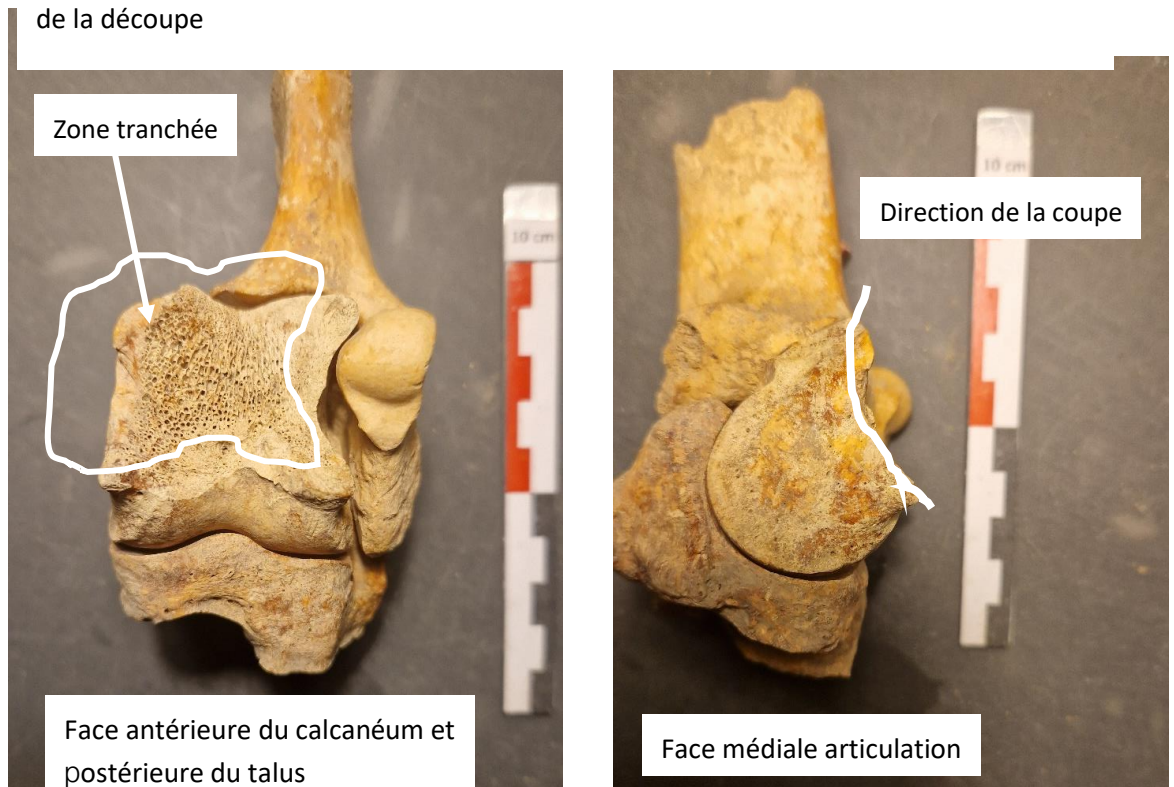 de la découpe
Zone tranchée
10 cm
Face antérieure du calcanéum et
postérieure du talus
10 cm
Direction de la coupe
Face médiale articulation